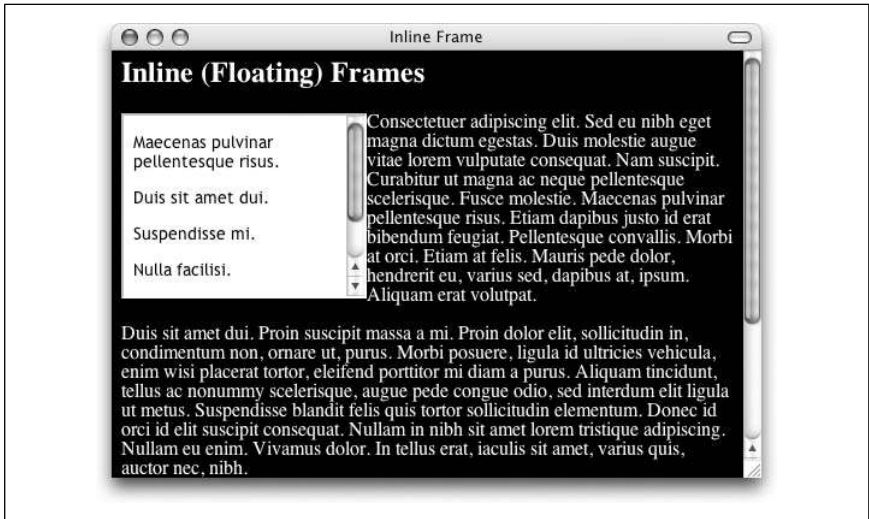 Inline Frame
Inline (Floating) Frames
Maecenas pulvinar
pellentesque risus.
Duis sit amet dui.
Suspendisse mi.
Nulla facilisi.
Consectetuer adipiscing elit. Sed eu nibh eget
magna dictum egestas. Duis molestie augue
vitae lorem vulputate consequat. Nam suscipit.
Curabitur ut magna ac neque pellentesque
scelerisque. Fusce molestie. Maecenas pulvinar
pellentesque risus. Etiam dapibus justo id erat
bibendum feugiat. Pellentesque convallis. Morbi
at orci. Etiam at felis. Mauris pede dolor,
hendrerit eu, varius sed, dapibus at, ipsum.
Aliquam erat volutpat.
Duis sit amet dui. Proin suscipit massa a mi. Proin dolor elit, sollicitudin in,
condimentum non, ornare ut, purus. Morbi posuere, ligula id ultricies vehicula,
enim wisi placerat tortor, eleifend porttitor mi diam a purus. Aliquam tincidunt,
tellus ac nonummy scelerisque, augue pede congue odio, sed interdum elit ligula
ut metus. Suspendisse blandit felis quis tortor sollicitudin elementum. Donec id
orci id elit suscipit consequat. Nullam in nibh sit amet lorem tristique adipiscing.
Nullam eu enim. Vivamus dolor. In tellus erat, iaculis sit amet, varius quis,
auctor nec, nibh.